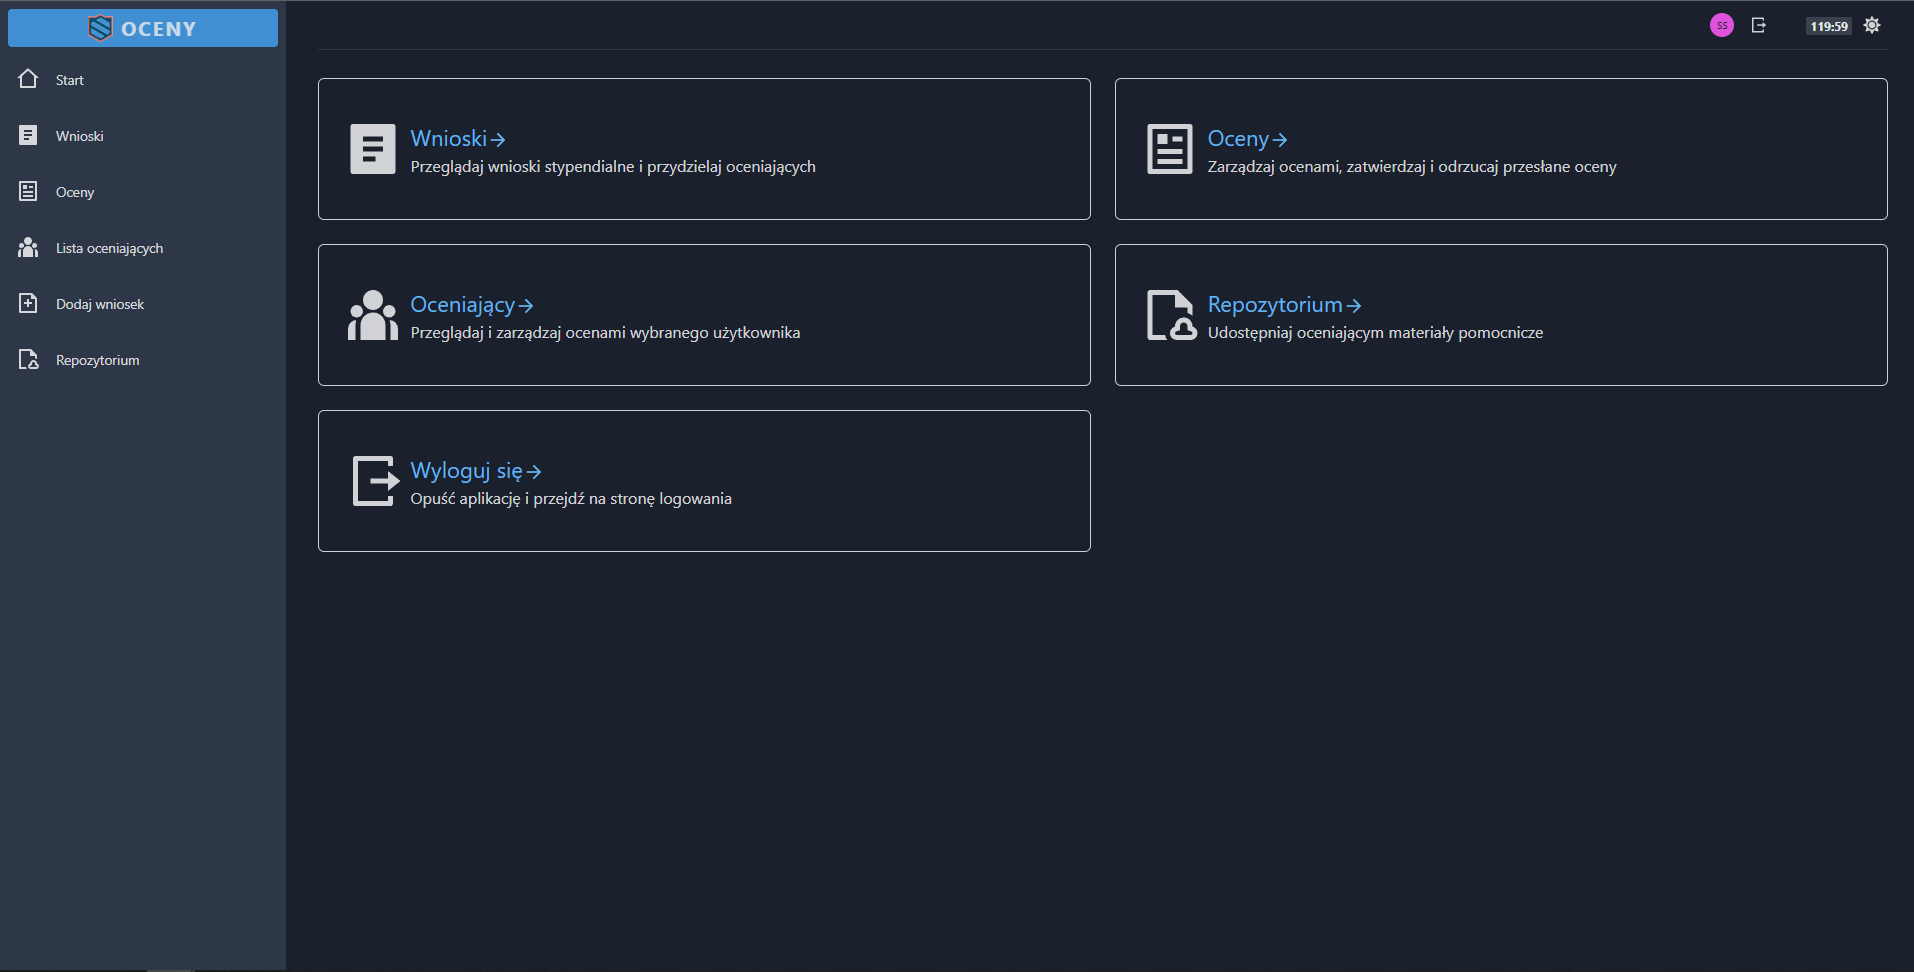 OCENY
Start
Wnioski
Oceny
Lista oceniających
Dodaj wniosek
Repozytorium
SS
119:59
Wnioski
Przeglądaj wnioski stypendialne i przydzielaj oceniających
Oceny
Zarządzaj ocenami, zatwierdzaj i odrzucaj przesłane oceny
Oceniający
Przeglądaj i zarządzaj ocenami wybranego użytkownika
Repozytorium
Udostępniaj oceniającym materiały pomocnicze
Wyloguj się
Opuść aplikację i przejdź na stronę logowania